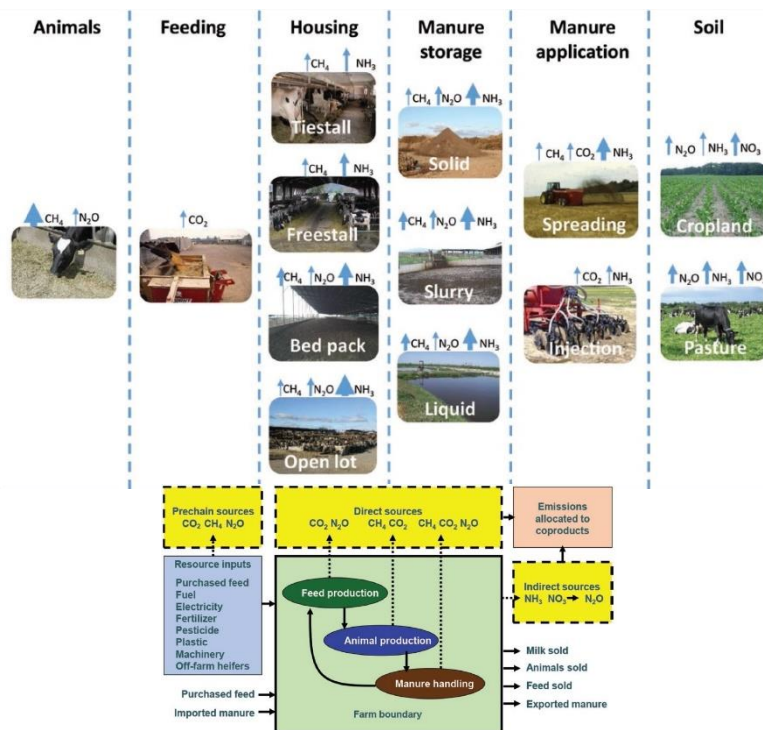 Animals
Feeding
Housing
Manure
storage
Manure
application
Soil
CH₄ N₂O
CO₂
CH₄ NH₃
Tiestall
CH₄ NH₃
Freestall
CH₄ N₂O NH₃
Bed pack
CH₄ N₂O NH₃
Open lot
CH₄ N₂O NH₃
Solid
CH₄ N₂O NH₃
Slurry
CH₄ N₂O NH₃
Liquid
CH₄ CO₂ NH₃
Spreading
CO₂ NH₃
Injection
N₂O NH₃ NO₃
Cropland
N₂O NH₃ NO₃
Pasture
Prechain sources
CO₂ CH₄ N₂O
Direct sources
CO₂ N₂O CH₄ CO₂ CH₄ CO₂ N₂O
Emissions
allocated to
coproducts
Resource inputs
Purchased feed
Fuel
Electricity
Fertilizer
Pesticide
Plastic
Machinery
Off-farm heifers
Purchased feed
Imported manure
Feed production
Animal production
Manure handling
Farm boundary
Indirect sources
NH₃ NO₃ N₂O
Milk sold
Animals sold
Feed sold
Exported manure